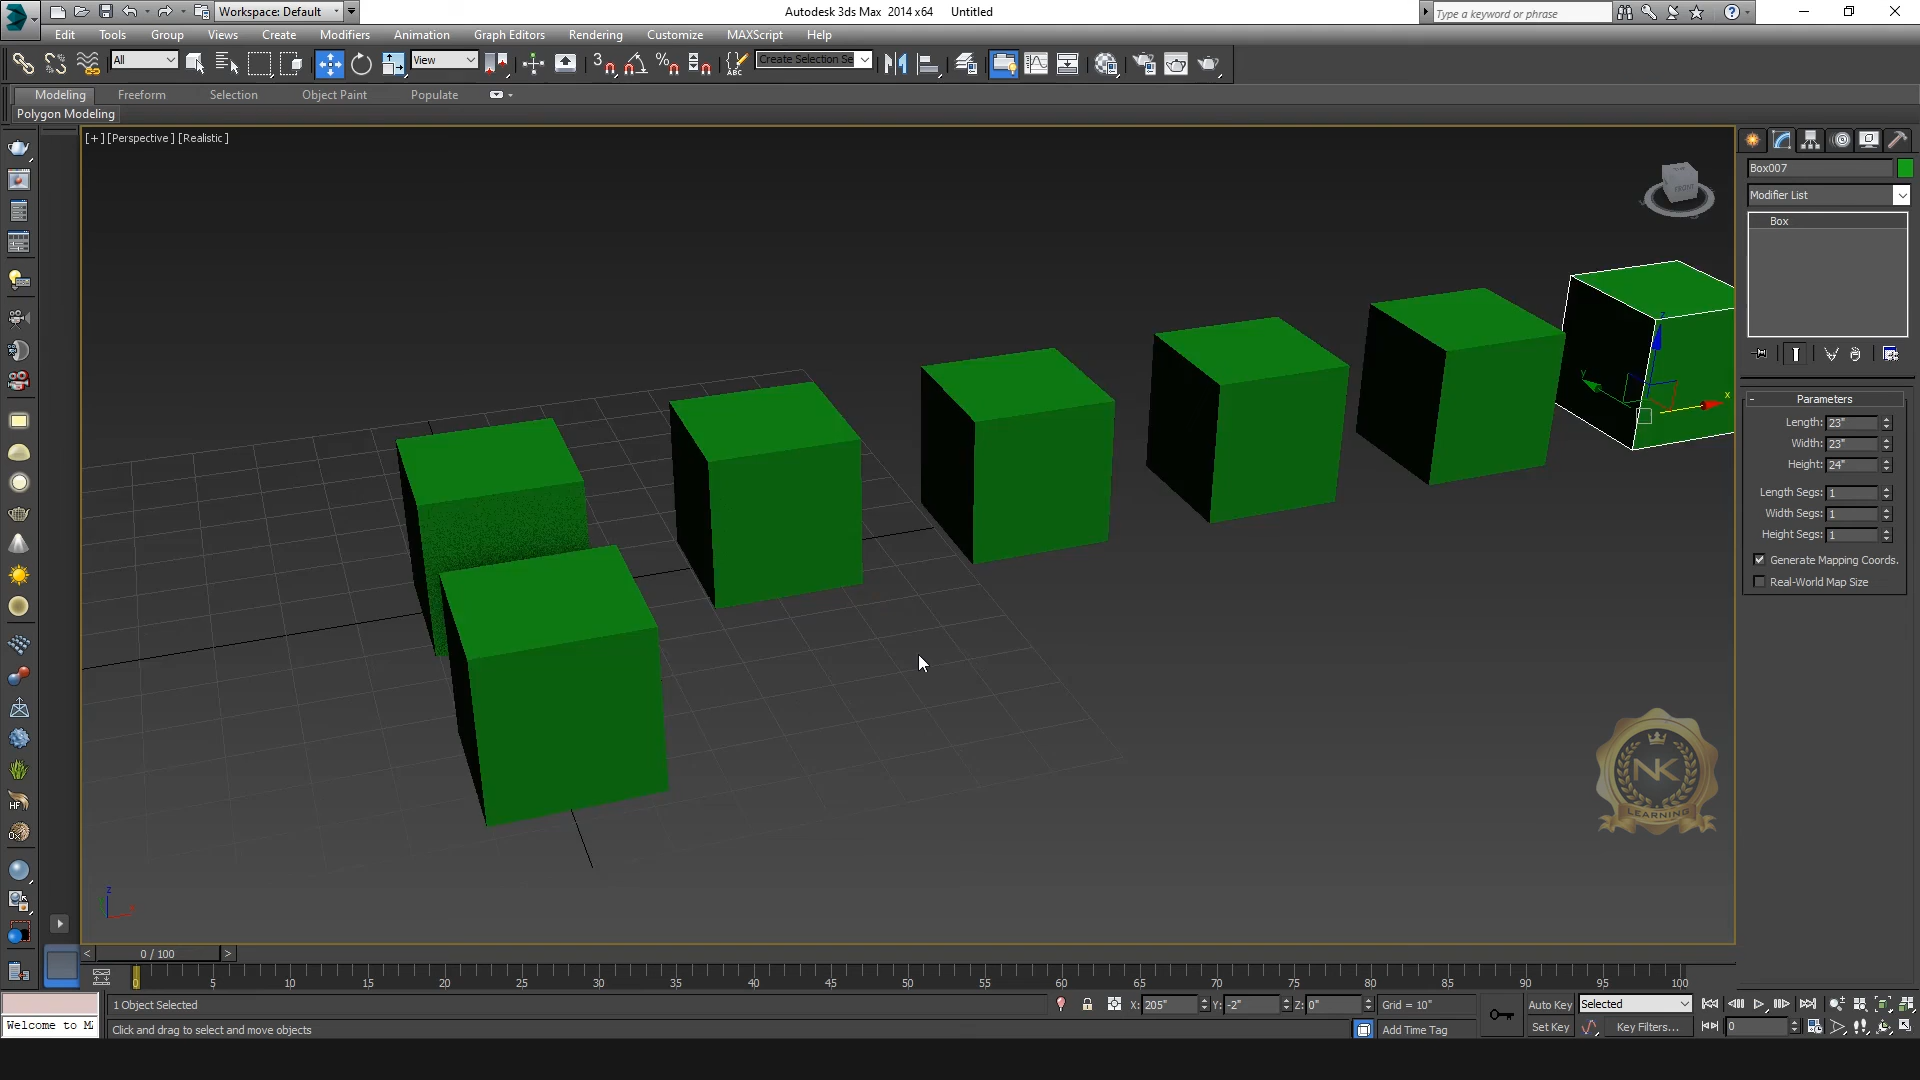 Workspace: Default
Autodesk 3ds Max 2014 x64 Untitled
Type a keyword or phrase
Edit Tools Group Views Create Modifiers Animation Graph Editors Rendering Customize MAXScript Help
All
View
3
ABC
Create Selection Se
Modeling Freeform Selection Object Paint Populate
Polygon Modeling
[+] [Perspective] [Realistic]
FRONT
Box007
Modifier List
Box
z
y
x
Parameters
Length: 23"
Width: 23"
Height: 24"
Length Segs: 1
Width Segs: 1
Height Segs: 1
Generate Mapping Coords.
Real-World Map Size
HF
NK
LEARNING
z
< 0 / 100 >
0 5 10 15 20 25 30 35 40 45 50 55 60 65 70 75 80 85 90 95 100
1 Object Selected X: 205" Y: -2" Z: 0" Grid = 10" Auto Key Selected
Welcome to M
Click and drag to select and move objects Add Time Tag Set Key Key Filters... 0